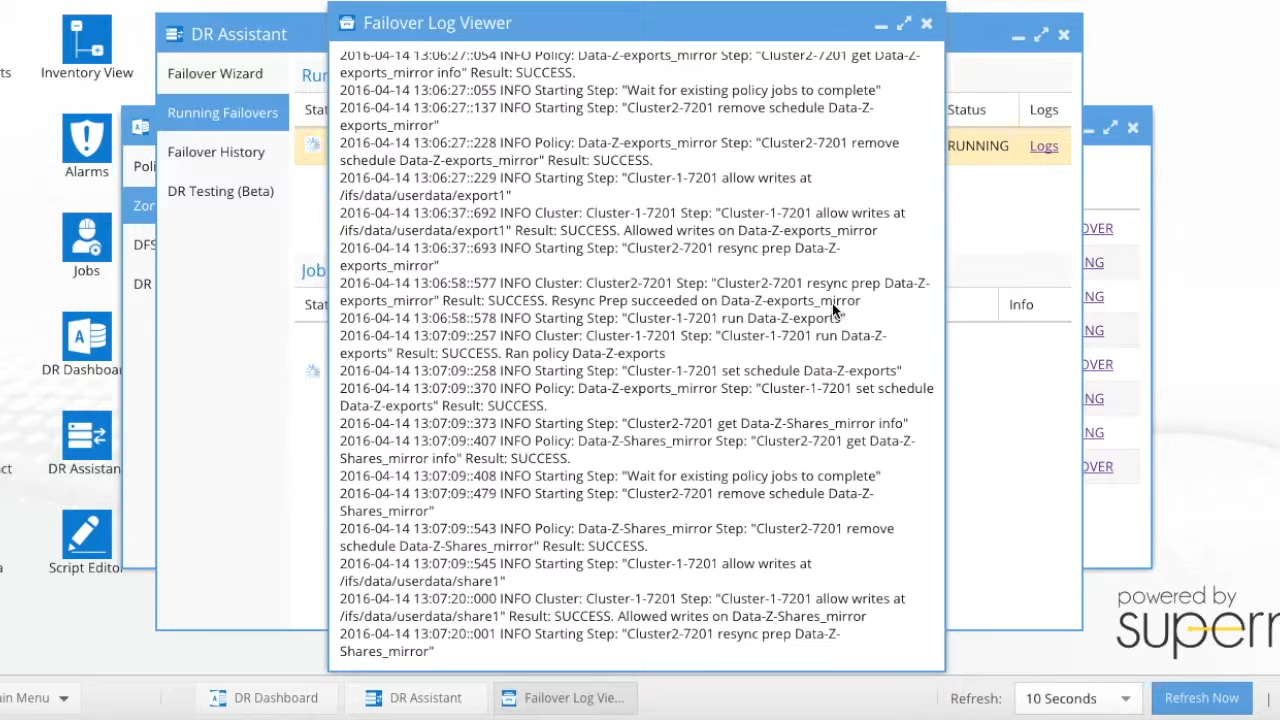 Failover Log Viewer
2016-04-14 13:06:27::054 INFO Policy: Data-Z-exports_mirror Step: "Cluster2-7201 get Data-Z-
exports_mirror info" Result: SUCCESS.
2016-04-14 13:06:27::055 INFO Starting Step: "Wait for existing policy jobs to complete"
2016-04-14 13:06:27::137 INFO Starting Step: "Cluster2-7201 remove schedule Data-Z-
exports_mirror"
2016-04-14 13:06:27::228 INFO Policy: Data-Z-exports_mirror Step: "Cluster2-7201 remove
schedule Data-Z-exports_mirror" Result: SUCCESS.
2016-04-14 13:06:27::229 INFO Starting Step: "Cluster-1-7201 allow writes at
/ifs/data/userdata/export1"
2016-04-14 13:06:37::692 INFO Cluster: Cluster-1-7201 Step: "Cluster-1-7201 allow writes at
/ifs/data/userdata/export1" Result: SUCCESS. Allowed writes on Data-Z-exports_mirror
2016-04-14 13:06:37::693 INFO Starting Step: "Cluster2-7201 resync prep Data-Z-
exports_mirror"
2016-04-14 13:06:58::577 INFO Cluster: Cluster2-7201 Step: "Cluster2-7201 resync prep Data-Z-
exports_mirror" Result: SUCCESS. Resync Prep succeeded on Data-Z-exports_mirror
2016-04-14 13:06:58::578 INFO Starting Step: "Cluster-1-7201 run Data-Z-exports"
2016-04-14 13:07:09::257 INFO Cluster: Cluster-1-7201 Step: "Cluster-1-7201 run Data-Z-
exports" Result: SUCCESS. Ran policy Data-Z-exports
2016-04-14 13:07:09::258 INFO Starting Step: "Cluster-1-7201 set schedule Data-Z-exports"
2016-04-14 13:07:09::370 INFO Policy: Data-Z-exports_mirror Step: "Cluster-1-7201 set schedule
Data-Z-exports" Result: SUCCESS.
2016-04-14 13:07:09::373 INFO Starting Step: "Cluster2-7201 get Data-Z-Shares_mirror info"
2016-04-14 13:07:09::407 INFO Policy: Data-Z-Shares_mirror Step: "Cluster2-7201 get Data-Z-
Shares_mirror info" Result: SUCCESS.
2016-04-14 13:07:09::408 INFO Starting Step: "Wait for existing policy jobs to complete"
2016-04-14 13:07:09::479 INFO Starting Step: "Cluster2-7201 remove schedule Data-Z-
Shares_mirror"
2016-04-14 13:07:09::543 INFO Policy: Data-Z-Shares_mirror Step: "Cluster2-7201 remove
schedule Data-Z-Shares_mirror" Result: SUCCESS.
2016-04-14 13:07:09::545 INFO Starting Step: "Cluster-1-7201 allow writes at
/ifs/data/userdata/share1"
2016-04-14 13:07:20::000 INFO Cluster: Cluster-1-7201 Step: "Cluster-1-7201 allow writes at
/ifs/data/userdata/share1" Result: SUCCESS. Allowed writes on Data-Z-Shares_mirror
2016-04-14 13:07:20::001 INFO Starting Step: "Cluster2-7201 resync prep Data-Z-
Shares_mirror"
DR Assistant
Failover Wizard
Running Failovers
Failover History
DR Testing (Beta)
Run
Stat
Status
Logs
RUNNING
Logs
Job
Stat
Info
Poli
Zor
DFS
DR
OVER
NG
NG
NG
OVER
NG
NG
OVER
Inventory View
Alarms
Jobs
DR Dashboa
DR Assistan
Script Edito
powered by
supern
ain Menu
DR Dashboard
DR Assistant
Failover Log Vie...
Refresh:
10 Seconds
Refresh Now